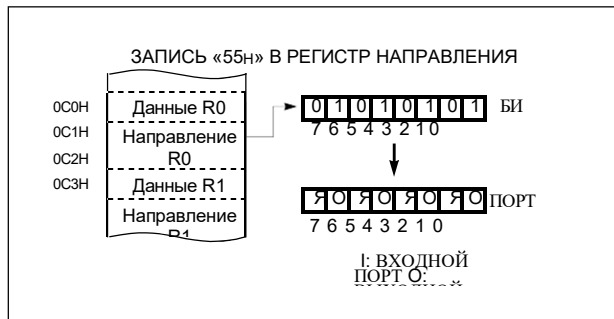 ЗАПИСЬ «55H» В РЕГИСТР НАПРАВЛЕНИЯ
0C0H
Данные R0
0 1 0 1 0 1 0 1
БИ
0C1H
Направление
7 6 5 4 3 2 1 0
0C2H
R0
0C3H
Данные R1
Я О Я О Я О Я О
ПОРТ
Направление
7 6 5 4 3 2 1 0
R1
I: ВХОДНОЙ
ПОРТ O:
ВЫХОДНОЙ